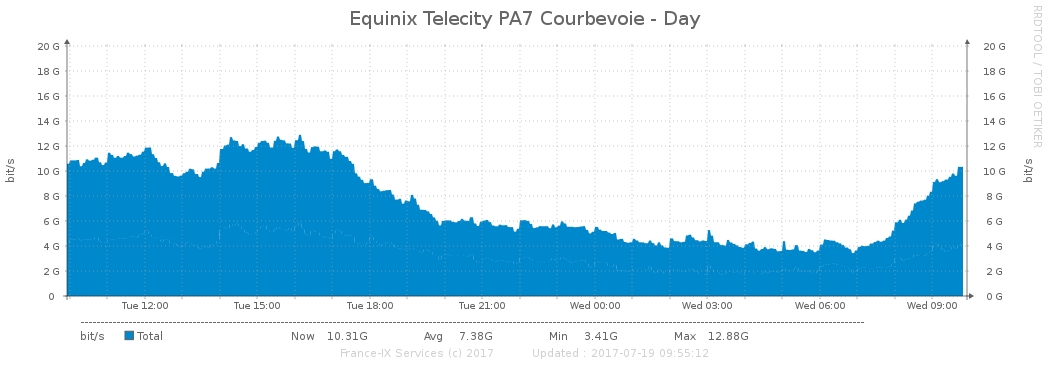 Equinix Telecity PA7 Courbevoie - Day
RRDTOOL / TOBI OETIKER
20 G 20 G
18 G 18 G
16 G 16 G
14 G 14 G
12 G 12 G
10 G 10 G
8 G 8 G
6 G 6 G
4 G 4 G
2 G 2 G
0 0 G
bit/s
bit/s
Tue 12:00 Tue 15:00 Tue 18:00 Tue 21:00 Wed 00:00 Wed 03:00 Wed 06:00 Wed 09:00
bit/s Total Now 10.31G Avg 7.38G Min 3.41G Max 12.88G
France-IX Services (c) 2017 Updated : 2017-07-19 09:55:12